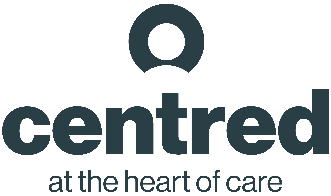 centred
at the heart of care